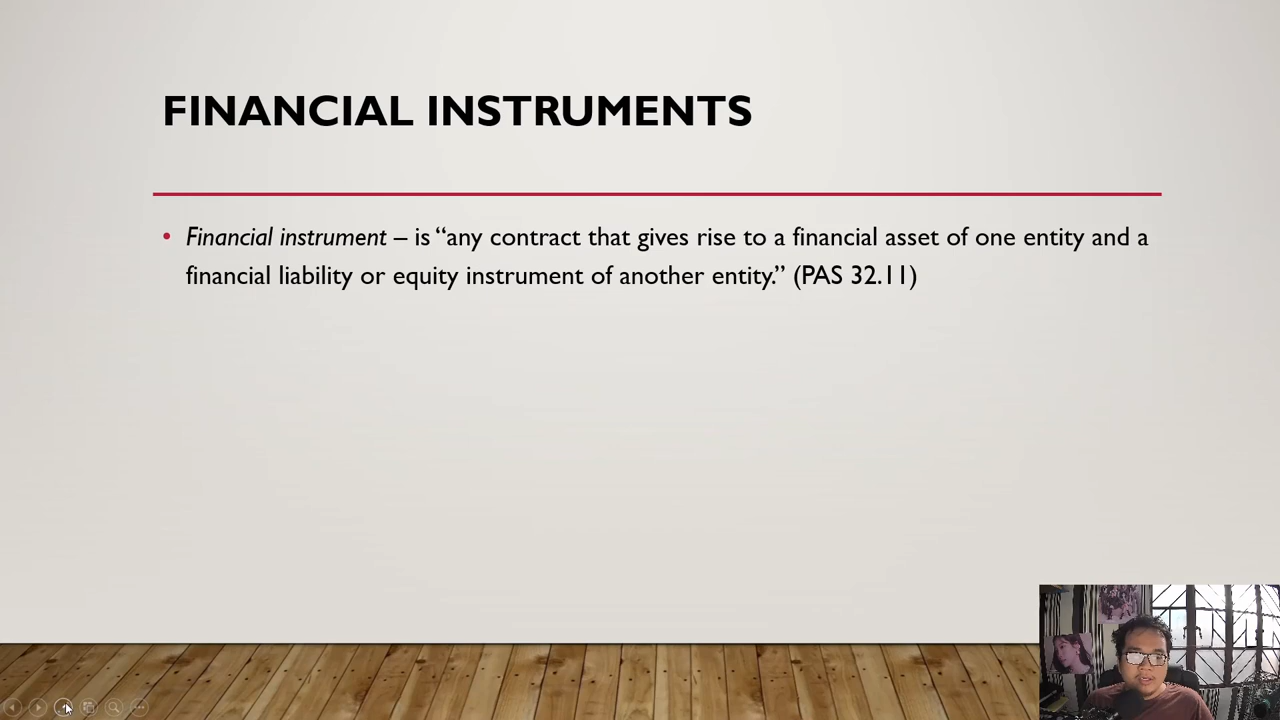 FINANCIAL INSTRUMENTS
• Financial instrument – is “any contract that gives rise to a financial asset of one entity and a
financial liability or equity instrument of another entity.” (PAS 32.11)